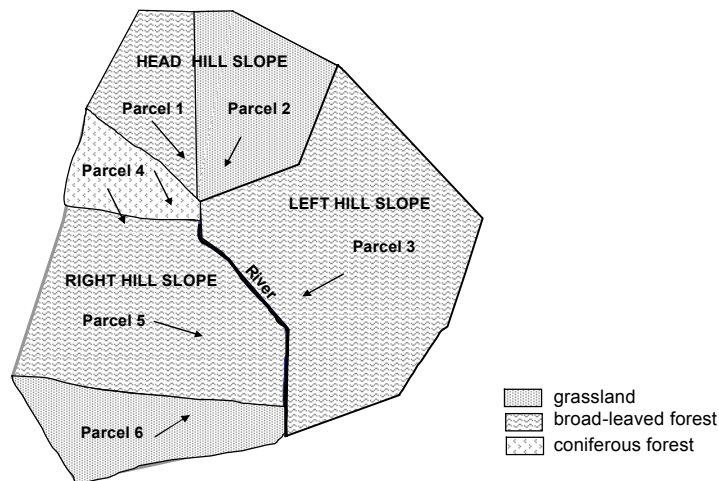 HEAD HILL SLOPE
Parcel 1
Parcel 2
Parcel 4
LEFT HILL SLOPE
Parcel 3
River
RIGHT HILL SLOPE
Parcel 5
Parcel 6
grassland
broad-leaved forest
coniferous forest